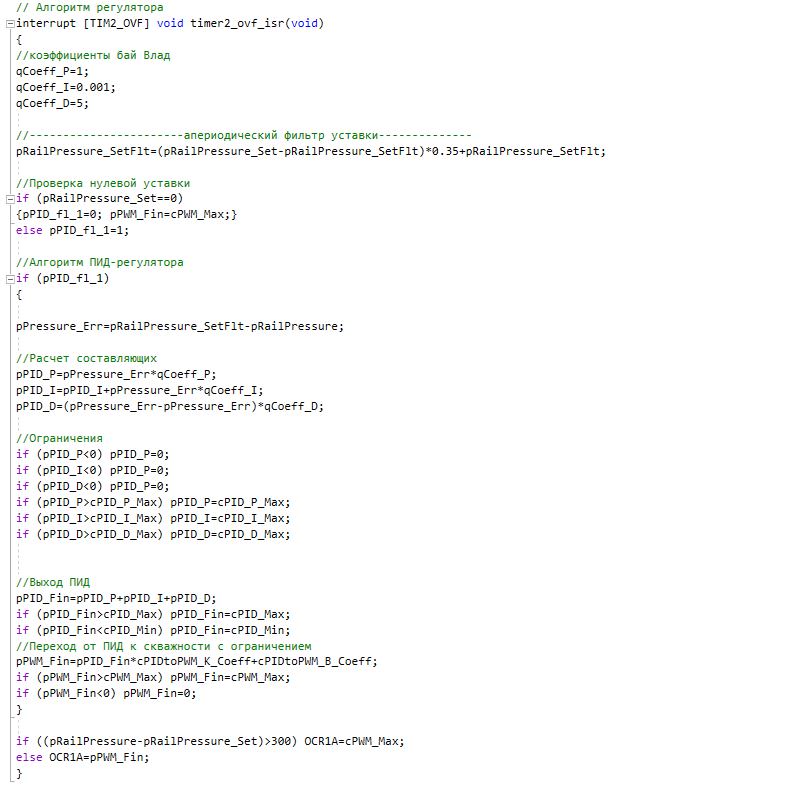 // Алгоритм регулятора
interrupt [TIM2_OVF] void timer2_ovf_isr(void)
{
//коэффициенты бай Влад
qCoeff_P=1;
qCoeff_I=0.001;
qCoeff_D=5;
//-----------------------апериодический фильтр уставки--------------
pRailPressure_SetFlt=(pRailPressure_Set-pRailPressure_SetFlt)*0.35+pRailPressure_SetFlt;
//Проверка нулевой уставки
if (pRailPressure_Set==0)
{pPID_fl_1=0; pPWM_Fin=cPWM_Max;}
else pPID_fl_1=1;
//Алгоритм ПИД-регулятора
if (pPID_fl_1)
{
pPressure_Err=pRailPressure_SetFlt-pRailPressure;
//Расчет составляющих
pPID_P=pPressure_Err*qCoeff_P;
pPID_I=pPID_I+pPressure_Err*qCoeff_I;
pPID_D=(pPressure_Err-pPressure_Err)*qCoeff_D;
//Ограничения
if (pPID_P<0) pPID_P=0;
if (pPID_I<0) pPID_P=0;
if (pPID_D<0) pPID_P=0;
if (pPID_P>cPID_P_Max) pPID_P=cPID_P_Max;
if (pPID_I>cPID_I_Max) pPID_I=cPID_I_Max;
if (pPID_D>cPID_D_Max) pPID_D=cPID_D_Max;
//Выход ПИД
pPID_Fin=pPID_P+pPID_I+pPID_D;
if (pPID_Fin>cPID_Max) pPID_Fin=cPID_Max;
if (pPID_Fin<cPID_Min) pPID_Fin=cPID_Min;
//Переход от ПИД к скважности с ограничением
pPWM_Fin=pPID_Fin*cPIDtoPWM_K_Coeff+cPIDtoPWM_B_Coeff;
if (pPWM_Fin>cPWM_Max) pPWM_Fin=cPWM_Max;
if (pPWM_Fin<0) pPWM_Fin=0;
}
if ((pRailPressure-pRailPressure_Set)>300) OCR1A=cPWM_Max;
else OCR1A=pPWM_Fin;
}